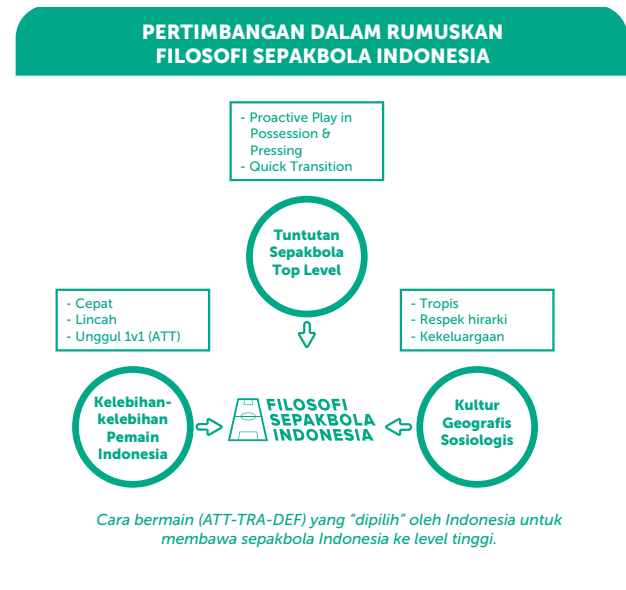 PERTIMBANGAN DALAM RUMUSKAN
FILOSOFI SEPAKBOLA INDONESIA
- Proactive Play in
Possession &
Pressing
- Quick Transition
Tuntutan
Sepakbola
Top Level
- Cepat
- Lincah
- Unggul 1v1 (ATT)
- Tropis
- Respek hirarki
- Kekeluargaan
Kelebihan-
kelebihan
Pemain
Indonesia
FILOSOFI
SEPAKBOLA
INDONESIA
Kultur
Geografis
Sosiologis
Cara bermain (ATT-TRA-DEF) yang “dipilih” oleh Indonesia untuk
membawa sepakbola Indonesia ke level tinggi.